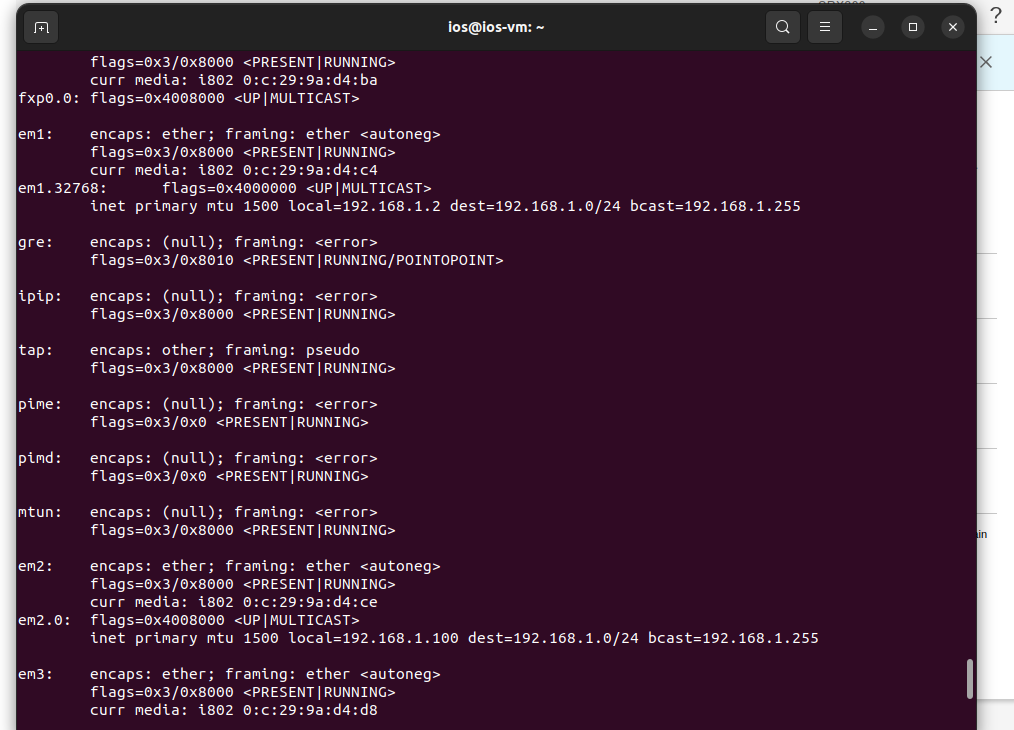 ios@ios-vm: ~
?
flags=0x3/0x8000 <PRESENT|RUNNING>
curr media: i802 0:c:29:9a:d4:ba
fxp0.0: flags=0x4008000 <UP|MULTICAST>
em1: encaps: ether; framing: ether <autoneg>
flags=0x3/0x8000 <PRESENT|RUNNING>
curr media: i802 0:c:29:9a:d4:c4
em1.32768: flags=0x4000000 <UP|MULTICAST>
inet primary mtu 1500 local=192.168.1.2 dest=192.168.1.0/24 bcast=192.168.1.255
gre: encaps: (null); framing: <error>
flags=0x3/0x8010 <PRESENT|RUNNING/POINTOPOINT>
ipip: encaps: (null); framing: <error>
flags=0x3/0x8000 <PRESENT|RUNNING>
tap: encaps: other; framing: pseudo
flags=0x3/0x8000 <PRESENT|RUNNING>
pime: encaps: (null); framing: <error>
flags=0x3/0x0 <PRESENT|RUNNING>
pimd: encaps: (null); framing: <error>
flags=0x3/0x0 <PRESENT|RUNNING>
mtun: encaps: (null); framing: <error>
flags=0x3/0x8000 <PRESENT|RUNNING>
em2: encaps: ether; framing: ether <autoneg>
flags=0x3/0x8000 <PRESENT|RUNNING>
curr media: i802 0:c:29:9a:d4:ce
em2.0: flags=0x4008000 <UP|MULTICAST>
inet primary mtu 1500 local=192.168.1.100 dest=192.168.1.0/24 bcast=192.168.1.255
em3: encaps: ether; framing: ether <autoneg>
flags=0x3/0x8000 <PRESENT|RUNNING>
curr media: i802 0:c:29:9a:d4:d8